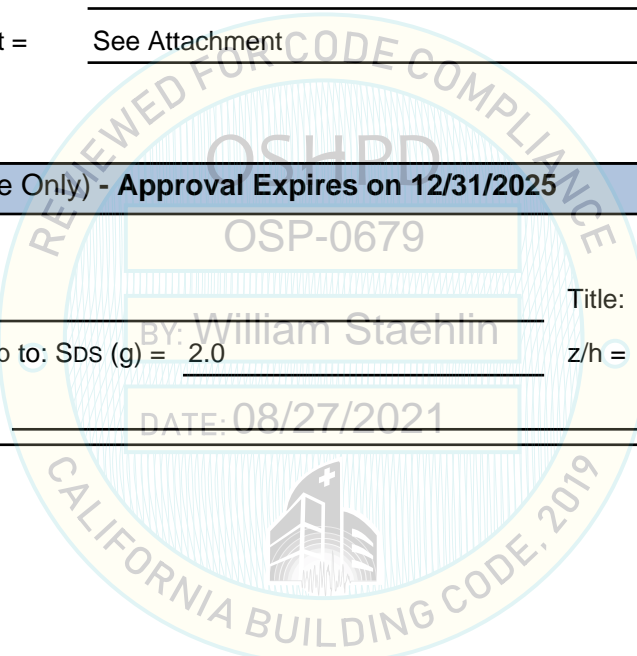 t = See Attachment
REVIEWED FOR CODE COMPLIANCE
OSHPD
e Only) - Approval Expires on 12/31/2025
OSP-0679
Title:
BY: William Staehlin
o to: SDS (g) = 2.0 z/h =
DATE: 08/27/2021
CALIFORNIA BUILDING CODE, 2019